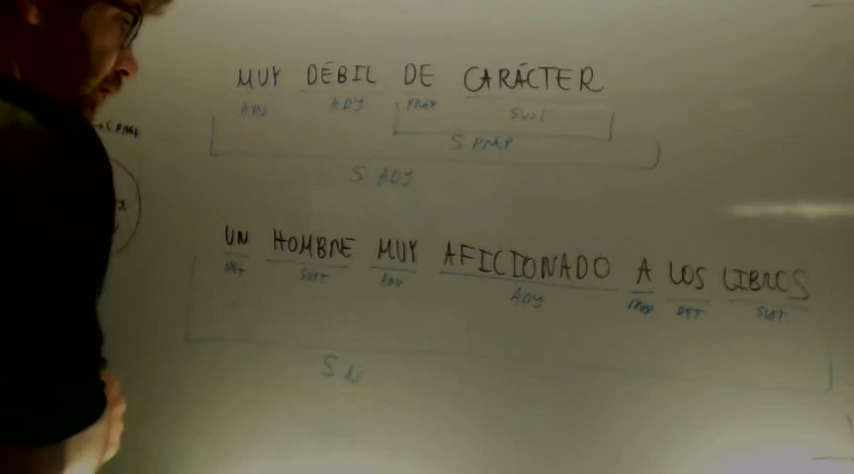 MUY DÉBIL DE CARÁCTER
ADV ADJ PREP SUST
S PREP
S PREP
S ADJ
UN HOMBRE MUY AFICIONADO A LOS LIBROS
DET SUST ADV ADJ PREP DET SUST
S N